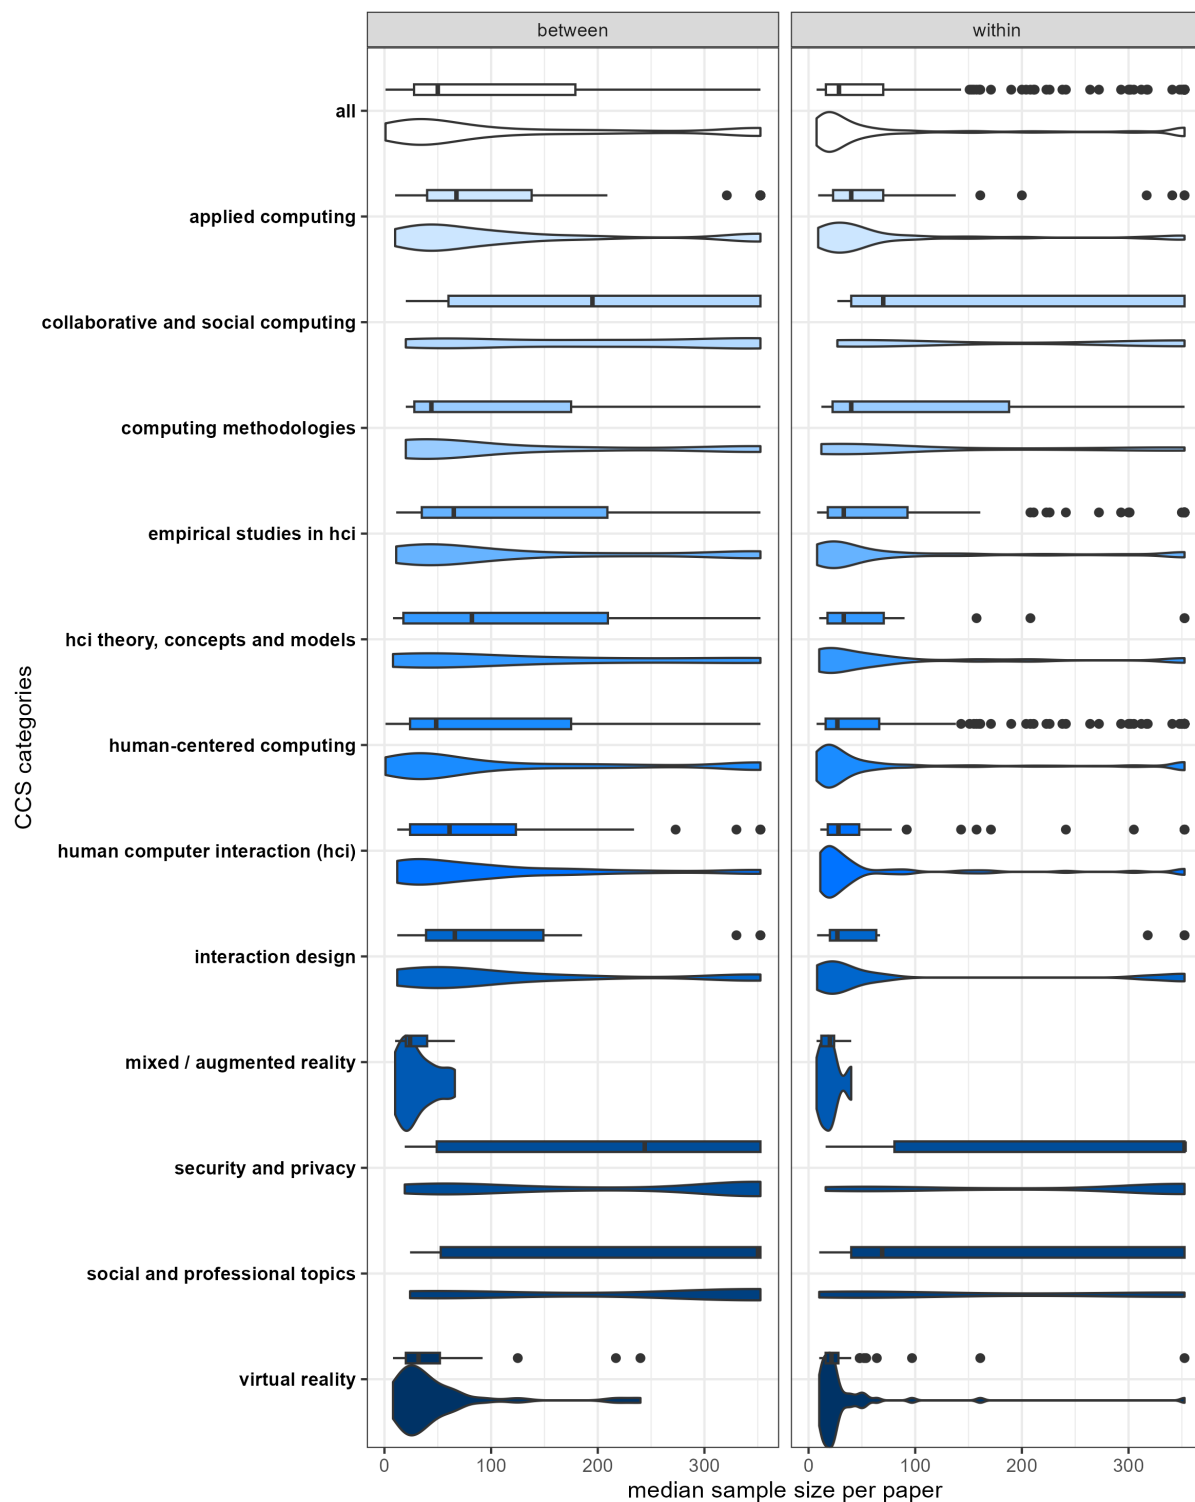 between
within
all
applied computing
collaborative and social computing
computing methodologies
empirical studies in hci
hci theory, concepts and models
human-centered computing
human computer interaction (hci)
interaction design
mixed / augmented reality
security and privacy
social and professional topics
virtual reality
CCS categories
0 100 200 300
0 100 200 300
median sample size per paper